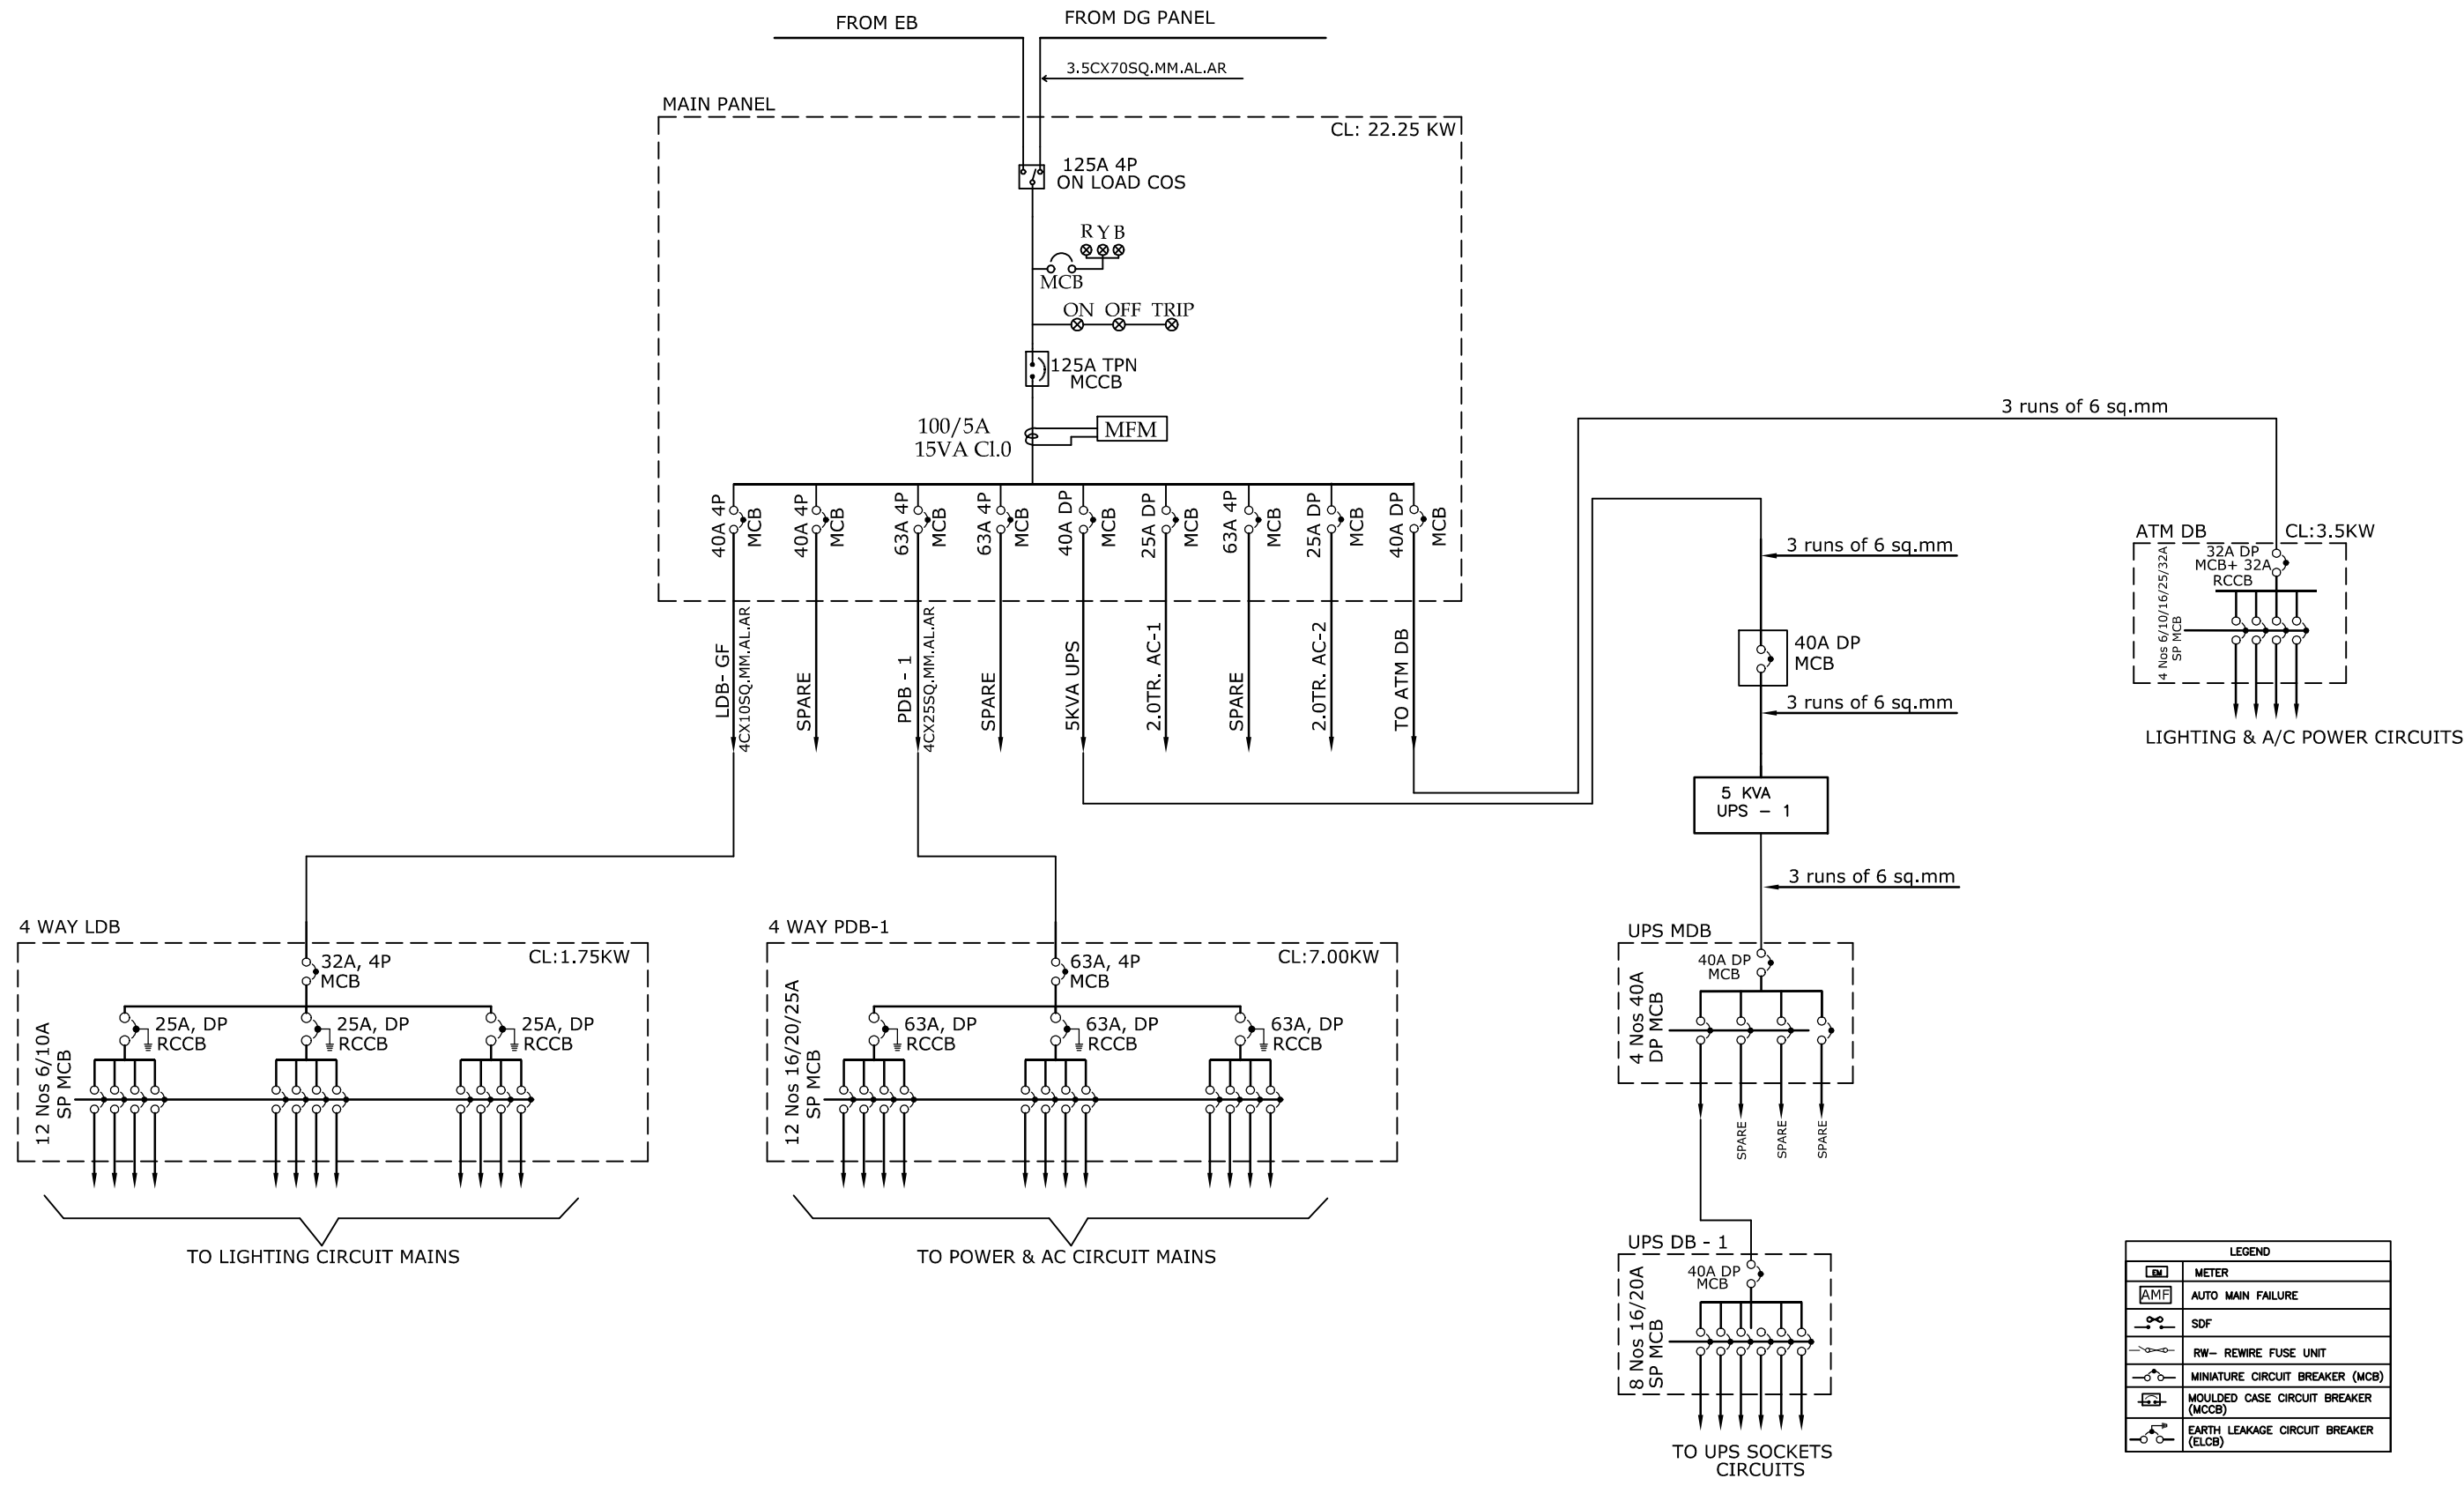 FROM EB
FROM DG PANEL
3.5CX70SQ.MM.AL.AR
MAIN PANEL
CL: 22.25 KW
125A 4P
ON LOAD COS
R Y B
MCB
ON OFF TRIP
125A TPN
MCCB
100/5A
15VA Cl.0
MFM
40A 4P
MCB
40A 4P
MCB
63A 4P
MCB
63A 4P
MCB
40A DP
MCB
25A DP
MCB
63A 4P
MCB
25A DP
MCB
40A DP
MCB
LDB- GF
4CX10SQ.MM.AL.AR
SPARE
PDB - 1
4CX25SQ.MM.AL.AR
SPARE
5KVA UPS
2.0TR. AC-1
SPARE
2.0TR. AC-2
TO ATM DB
3 runs of 6 sq.mm
ATM DB
CL:3.5KW
4 Nos 6/10/16/25/32A
SP MCB
32A DP
MCB+ 32A
RCCB
LIGHTING & A/C POWER CIRCUITS
3 runs of 6 sq.mm
40A DP
MCB
3 runs of 6 sq.mm
5 KVA
UPS - 1
3 runs of 6 sq.mm
4 WAY LDB
CL:1.75KW
32A, 4P
MCB
25A, DP
RCCB
25A, DP
RCCB
25A, DP
RCCB
12 Nos 6/10A
SP MCB
TO LIGHTING CIRCUIT MAINS
4 WAY PDB-1
CL:7.00KW
63A, 4P
MCB
63A, DP
RCCB
63A, DP
RCCB
63A, DP
RCCB
12 Nos 16/20/25A
SP MCB
TO POWER & AC CIRCUIT MAINS
UPS MDB
40A DP
MCB
4 Nos 40A
DP MCB
SPARE
SPARE
SPARE
UPS DB - 1
40A DP
MCB
8 Nos 16/20A
SP MCB
TO UPS SOCKETS
CIRCUITS
LEGEND
EM METER
AMF AUTO MAIN FAILURE
SDF
RW- REWIRE FUSE UNIT
MINIATURE CIRCUIT BREAKER (MCB)
MOULDED CASE CIRCUIT BREAKER
(MCCB)
EARTH LEAKAGE CIRCUIT BREAKER
(ELCB)